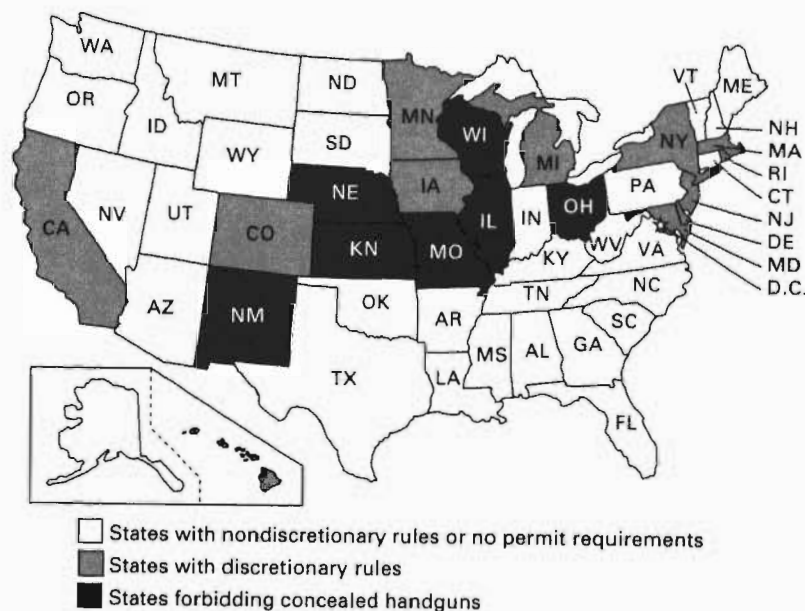 WA
MT
ND
OR
ID
SD
WY
MN
WI
MI
NY
VT
ME
NH
MA
RI
CT
NJ
DE
MD
D.C.
CA
NV
UT
CO
NE
IA
IL
IN
OH
PA
KN
MO
KY
WV
VA
AZ
NM
OK
AR
TN
NC
SC
TX
LA
MS
AL
GA
FL
States with nondiscretionary rules or no permit requirements
States with discretionary rules
States forbidding concealed handguns